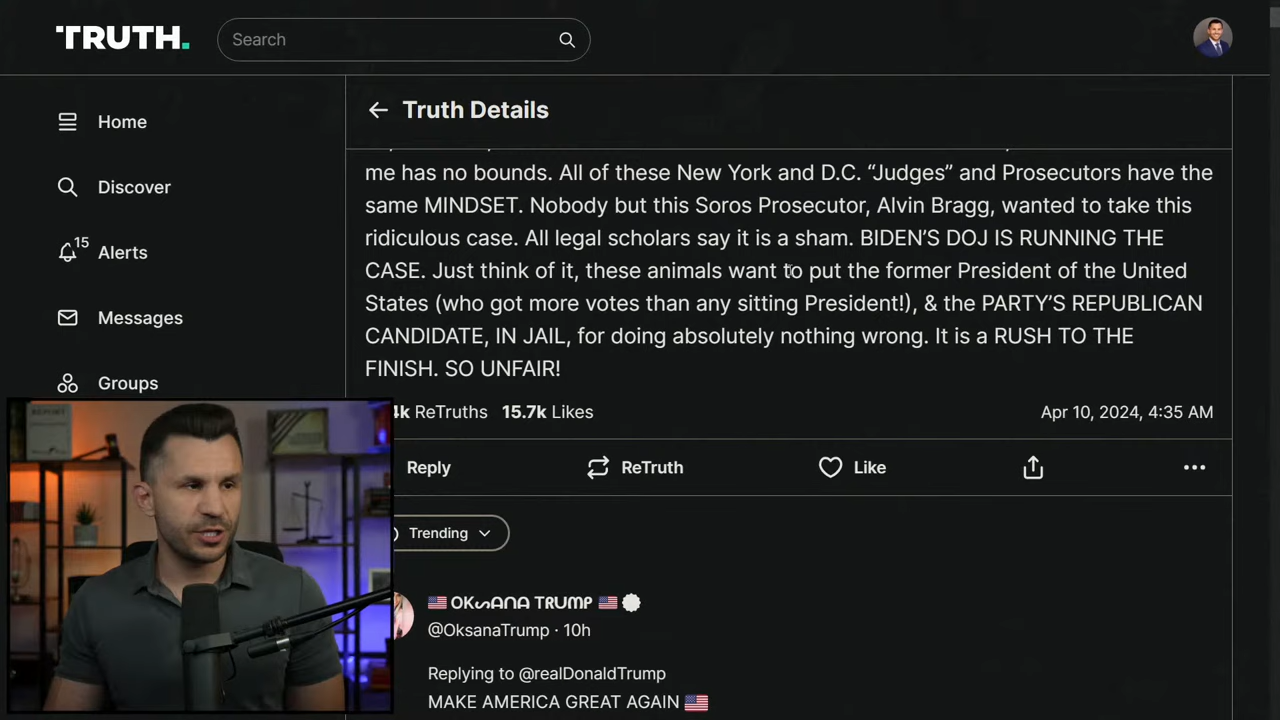 TRUTH.
Search
Truth Details
Home
Discover
15
Alerts
Messages
Groups
me has no bounds. All of these New York and D.C. “Judges” and Prosecutors have the
same MINDSET. Nobody but this Soros Prosecutor, Alvin Bragg, wanted to take this
ridiculous case. All legal scholars say it is a sham. BIDEN’S DOJ IS RUNNING THE
CASE. Just think of it, these animals want to put the former President of the United
States (who got more votes than any sitting President!), & the PARTY’S REPUBLICAN
CANDIDATE, IN JAIL, for doing absolutely nothing wrong. It is a RUSH TO THE
FINISH. SO UNFAIR!
4k ReTruths 15.7k Likes
Apr 10, 2024, 4:35 AM
Reply
ReTruth
Like
Trending
OKᔕAᑎA TRUMP
@OksanaTrump · 10h
Replying to @realDonaldTrump
MAKE AMERICA GREAT AGAIN 🇺🇸